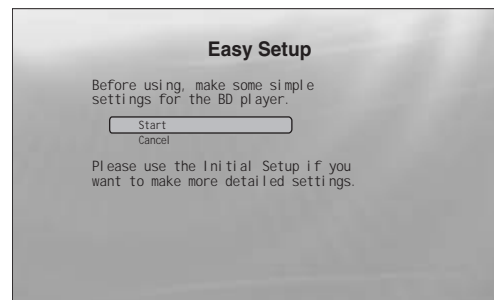 Easy Setup
Before using, make some simple
settings for the BD player.
Start
Cancel
Please use the Initial Setup if you
want to make more detailed settings.